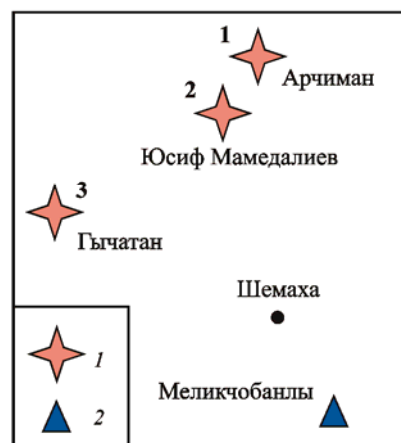 1
Арчиман
2
Юсиф Мамедалиев
3
Гычатан
Шемаха
1
Меликчобанлы
2